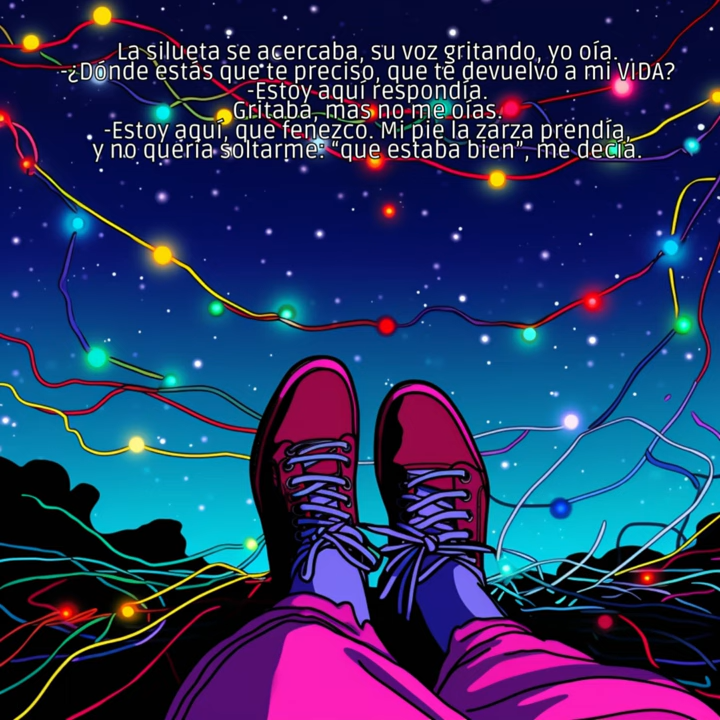 La silueta se acercaba, su voz gritando, yo oía.
-¿Dónde estás que te preciso, que te devuelvo a mi VIDA?
-Estoy aquí respondía.
Gritaba, mas no me oías.
-Estoy aquí, que fenezco. Mi pie la zarza prendía,
y no quería soltarme: “que estaba bien”, me decía.